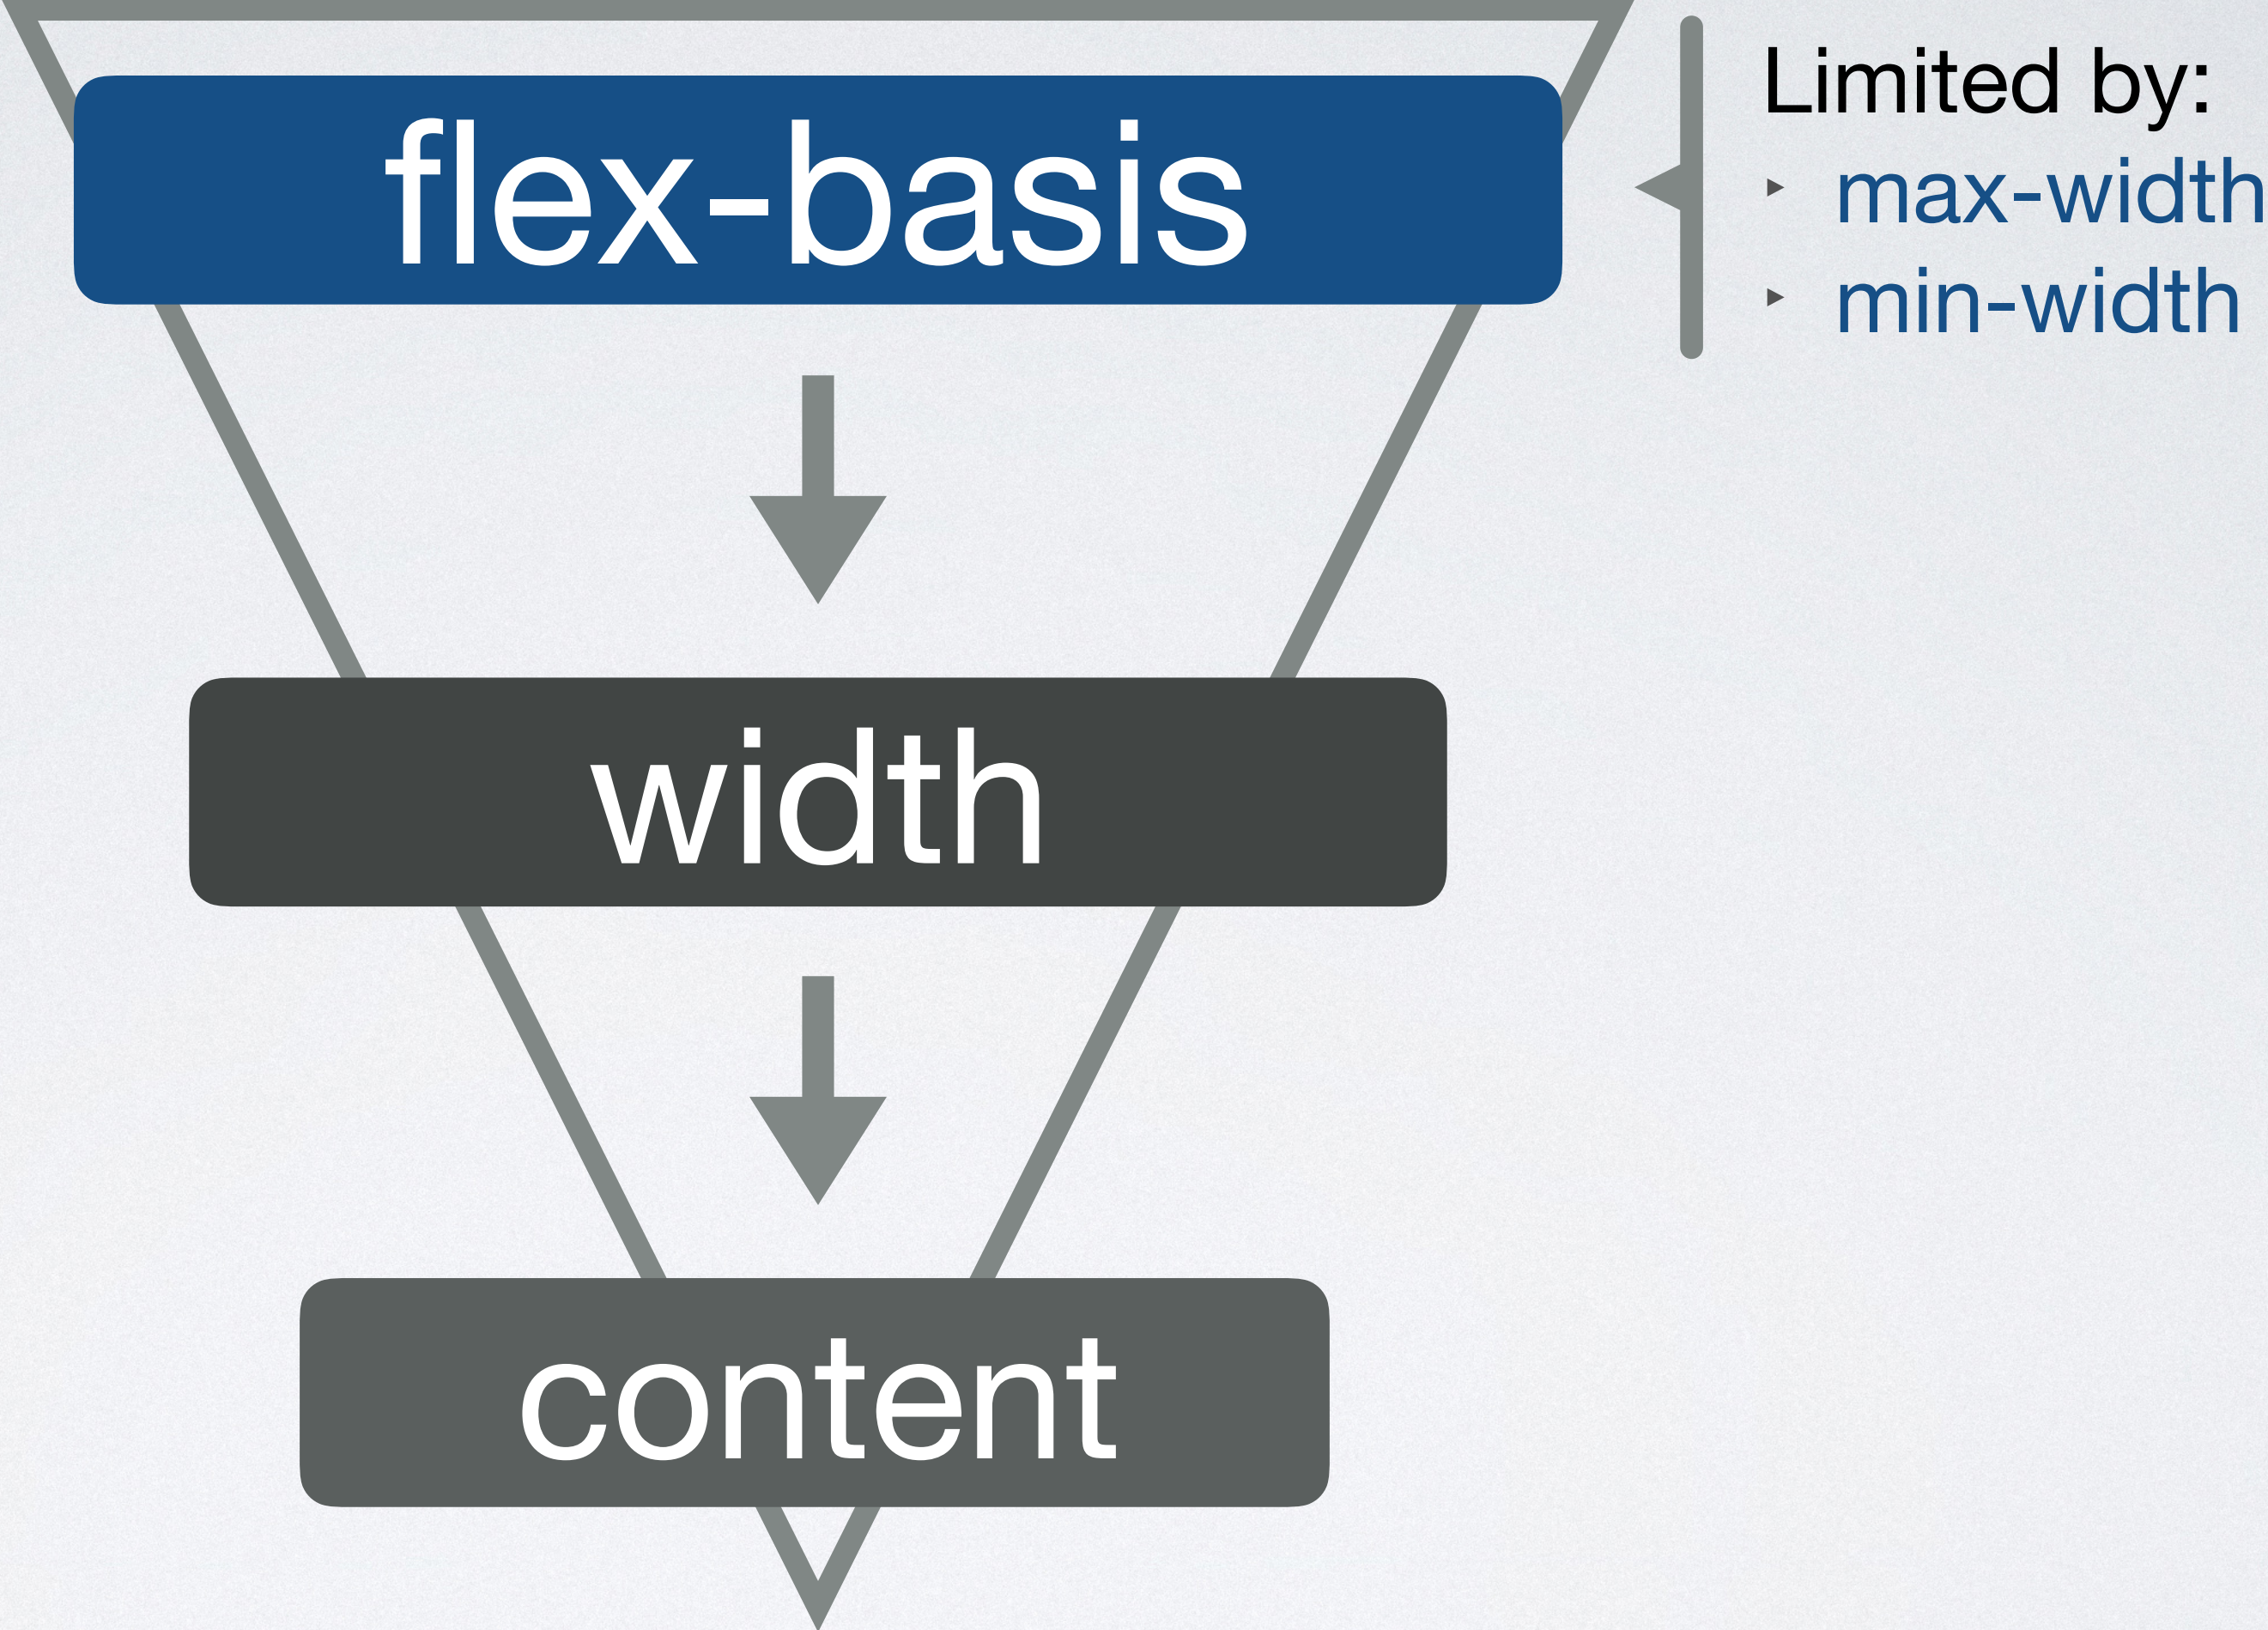 flex-basis
Limited by:
‣ max-width
‣ min-width
width
content